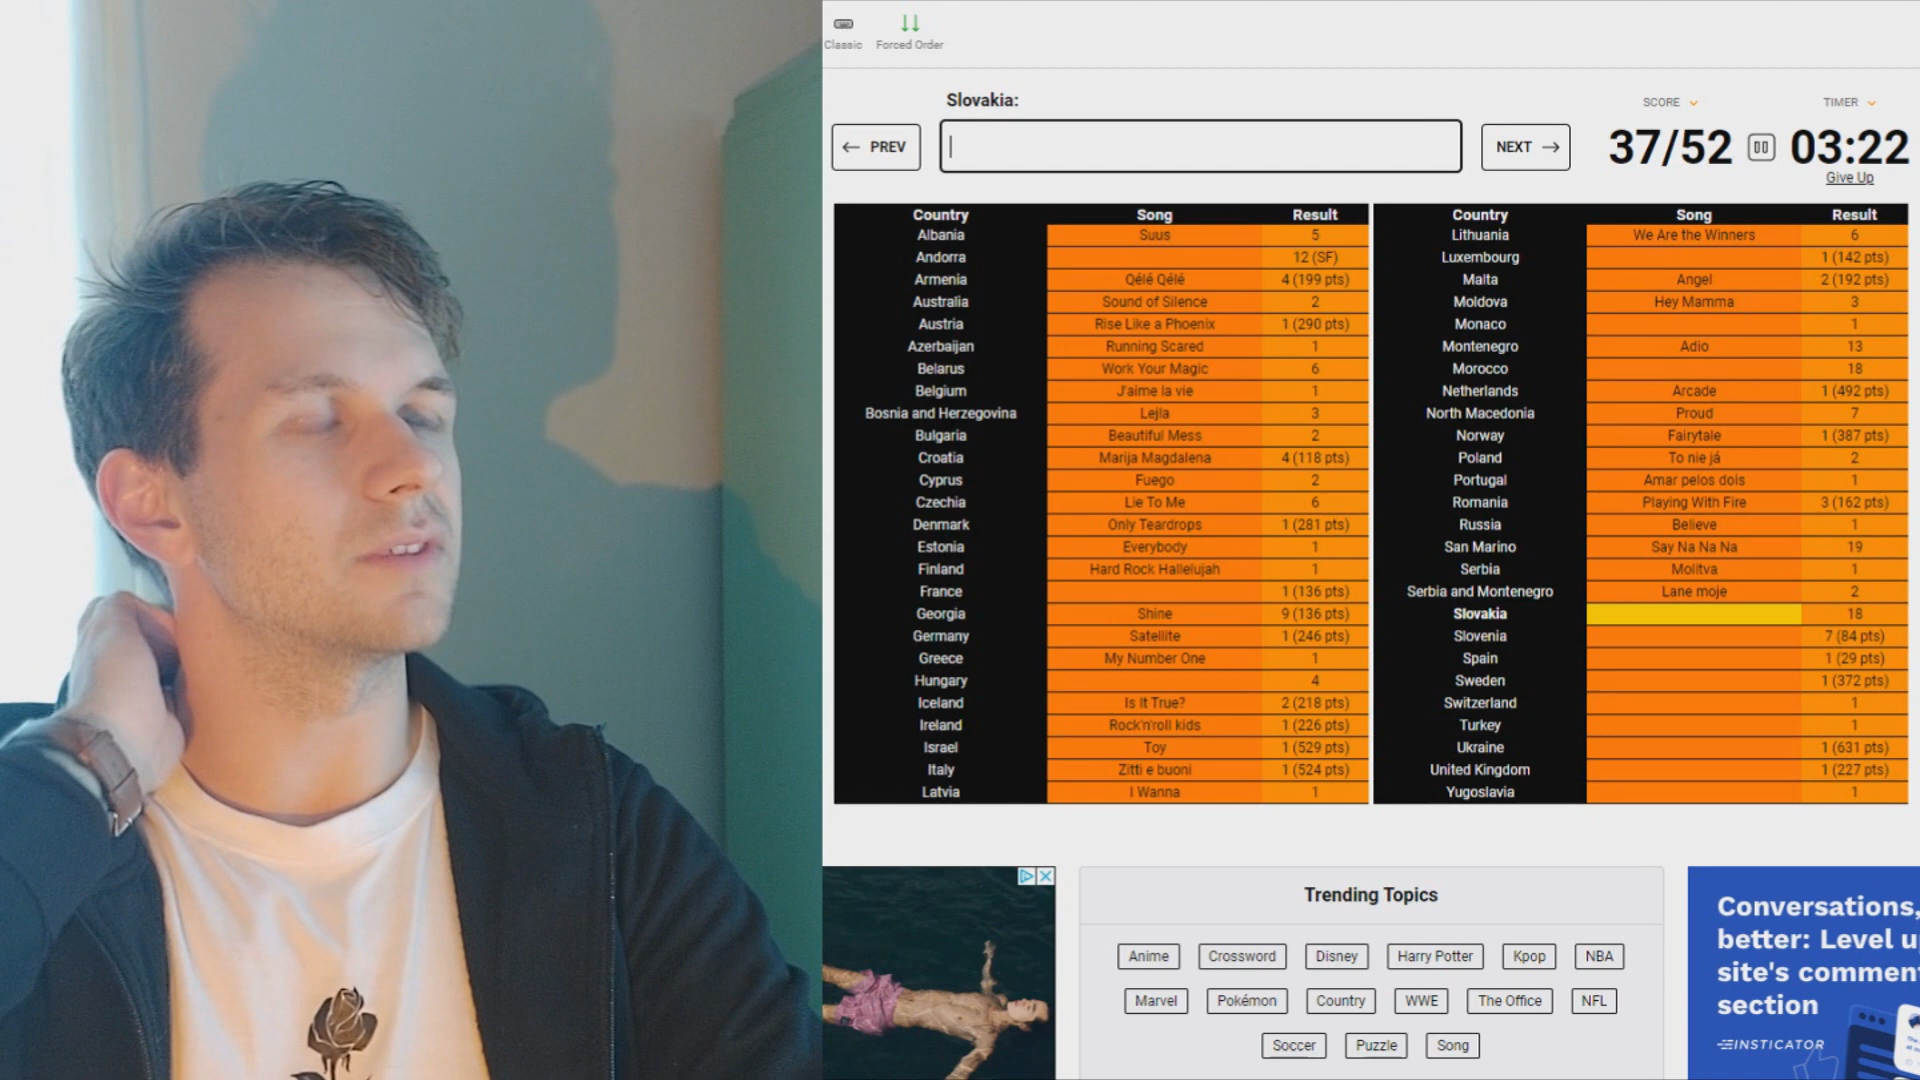 Classic
Forced Order
Slovakia:
← PREV
NEXT →
SCORE
37/52
TIMER
03:22
Give Up
Country Song Result
Albania Suus 5
Andorra 12 (SF)
Armenia Qélé Qélé 4 (199 pts)
Australia Sound of Silence 2
Austria Rise Like a Phoenix 1 (290 pts)
Azerbaijan Running Scared 1
Belarus Work Your Magic 6
Belgium J'aime la vie 1
Bosnia and Herzegovina Lejla 3
Bulgaria Beautiful Mess 2
Croatia Marija Magdalena 4 (118 pts)
Cyprus Fuego 2
Czechia Lie To Me 6
Denmark Only Teardrops 1 (281 pts)
Estonia Everybody 1
Finland Hard Rock Hallelujah 1
France 1 (136 pts)
Georgia Shine 9 (136 pts)
Germany Satellite 1 (246 pts)
Greece My Number One 1
Hungary 4
Iceland Is It True? 2 (218 pts)
Ireland Rock'n'roll kids 1 (226 pts)
Israel Toy 1 (529 pts)
Italy Zitti e buoni 1 (524 pts)
Latvia I Wanna 1
Country Song Result
Lithuania We Are the Winners 6
Luxembourg 1 (142 pts)
Malta Angel 2 (192 pts)
Moldova Hey Mamma 3
Monaco 1
Montenegro Adio 13
Morocco 18
Netherlands Arcade 1 (492 pts)
North Macedonia Proud 7
Norway Fairytale 1 (387 pts)
Poland To nie já 2
Portugal Amar pelos dois 1
Romania Playing With Fire 3 (162 pts)
Russia Believe 1
San Marino Say Na Na Na 19
Serbia Molitva 1
Serbia and Montenegro Lane moje 2
Slovakia 18
Slovenia 7 (84 pts)
Spain 1 (29 pts)
Sweden 1 (372 pts)
Switzerland 1
Turkey 1
Ukraine 1 (631 pts)
United Kingdom 1 (227 pts)
Yugoslavia 1
Trending Topics
Anime Crossword Disney Harry Potter Kpop NBA
Marvel Pokémon Country WWE The Office NFL
Soccer Puzzle Song
Conversations,
better: Level u
site's commen
section
INSTICATOR